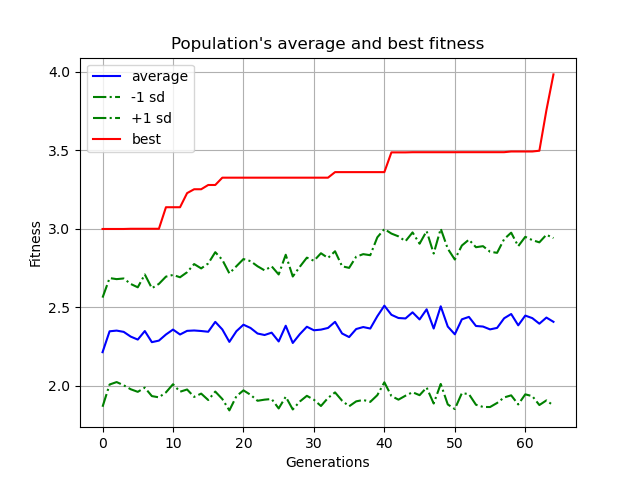 Population's average and best fitness
average
-1 sd
+1 sd
best
4.0
3.5
3.0
2.5
2.0
Fitness
0 10 20 30 40 50 60
Generations